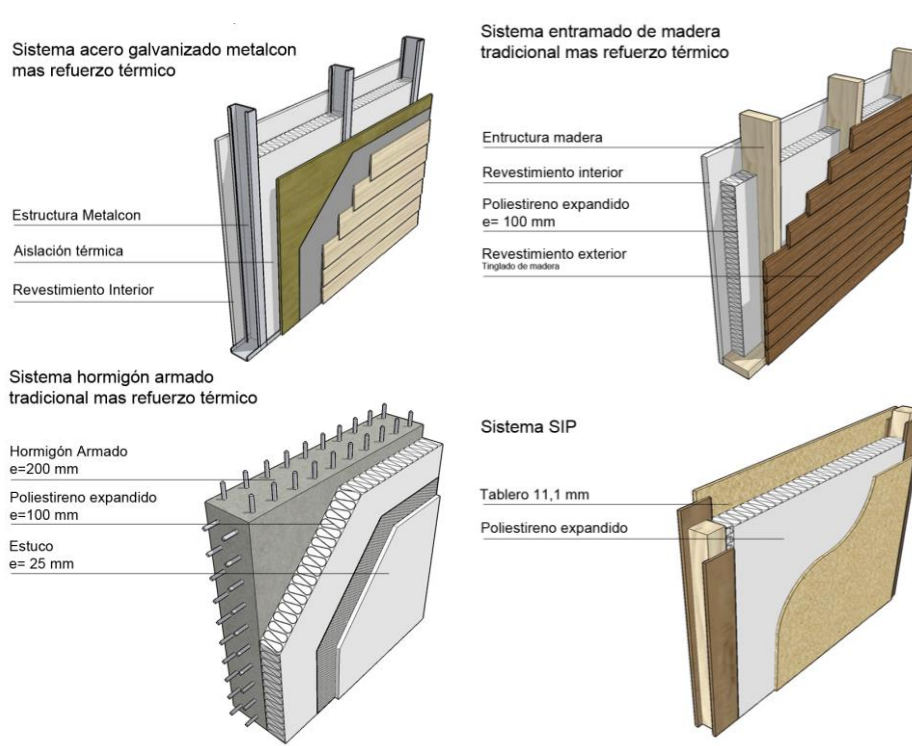 Sistema acero galvanizado metalcon
mas refuerzo térmico
Estructura Metalcon
Aislación térmica
Revestimiento Interior
Sistema entramado de madera
tradicional mas refuerzo térmico
Entructura madera
Revestimiento interior
Poliestireno expandido
e= 100 mm
Revestimiento exterior
Tinglado de madera
Sistema hormigón armado
tradicional mas refuerzo térmico
Hormigón Armado
e=200 mm
Poliestireno expandido
e=100 mm
Estuco
e= 25 mm
Sistema SIP
Tablero 11,1 mm
Poliestireno expandido